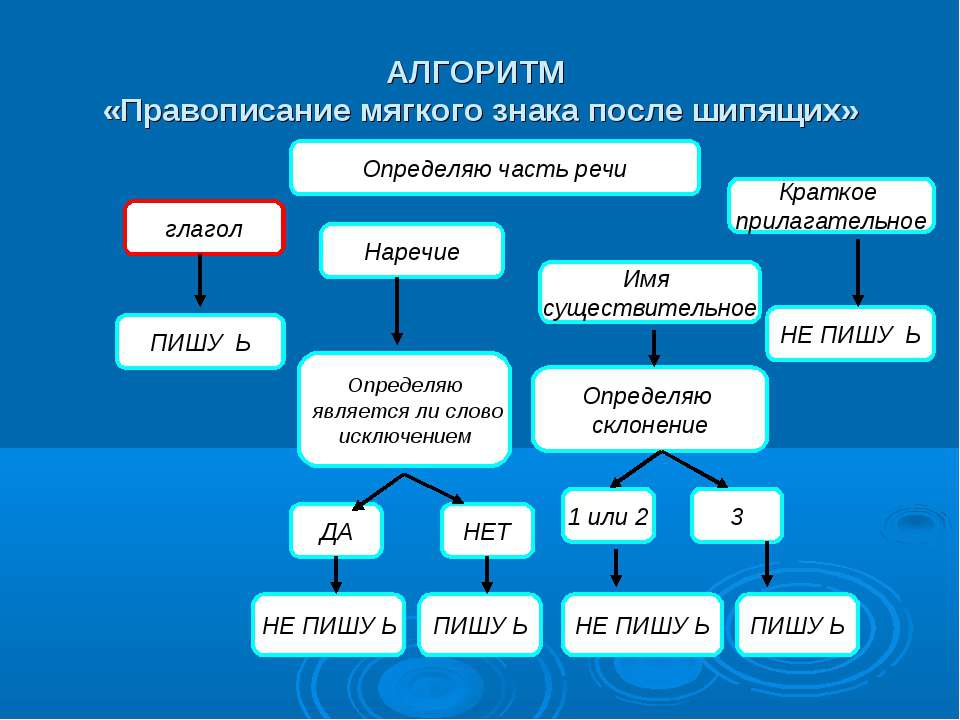 АЛГОРИТМ
«Правописание мягкого знака после шипящих»
Определяю часть речи
Краткое
прилагательное
глагол
Наречие
Имя
существительное
ПИШУ Ь
НЕ ПИШУ Ь
Определяю
является ли слово
исключением
Определяю
склонение
ДА
НЕТ
1 или 2
3
НЕ ПИШУ Ь
ПИШУ Ь
НЕ ПИШУ Ь
ПИШУ Ь